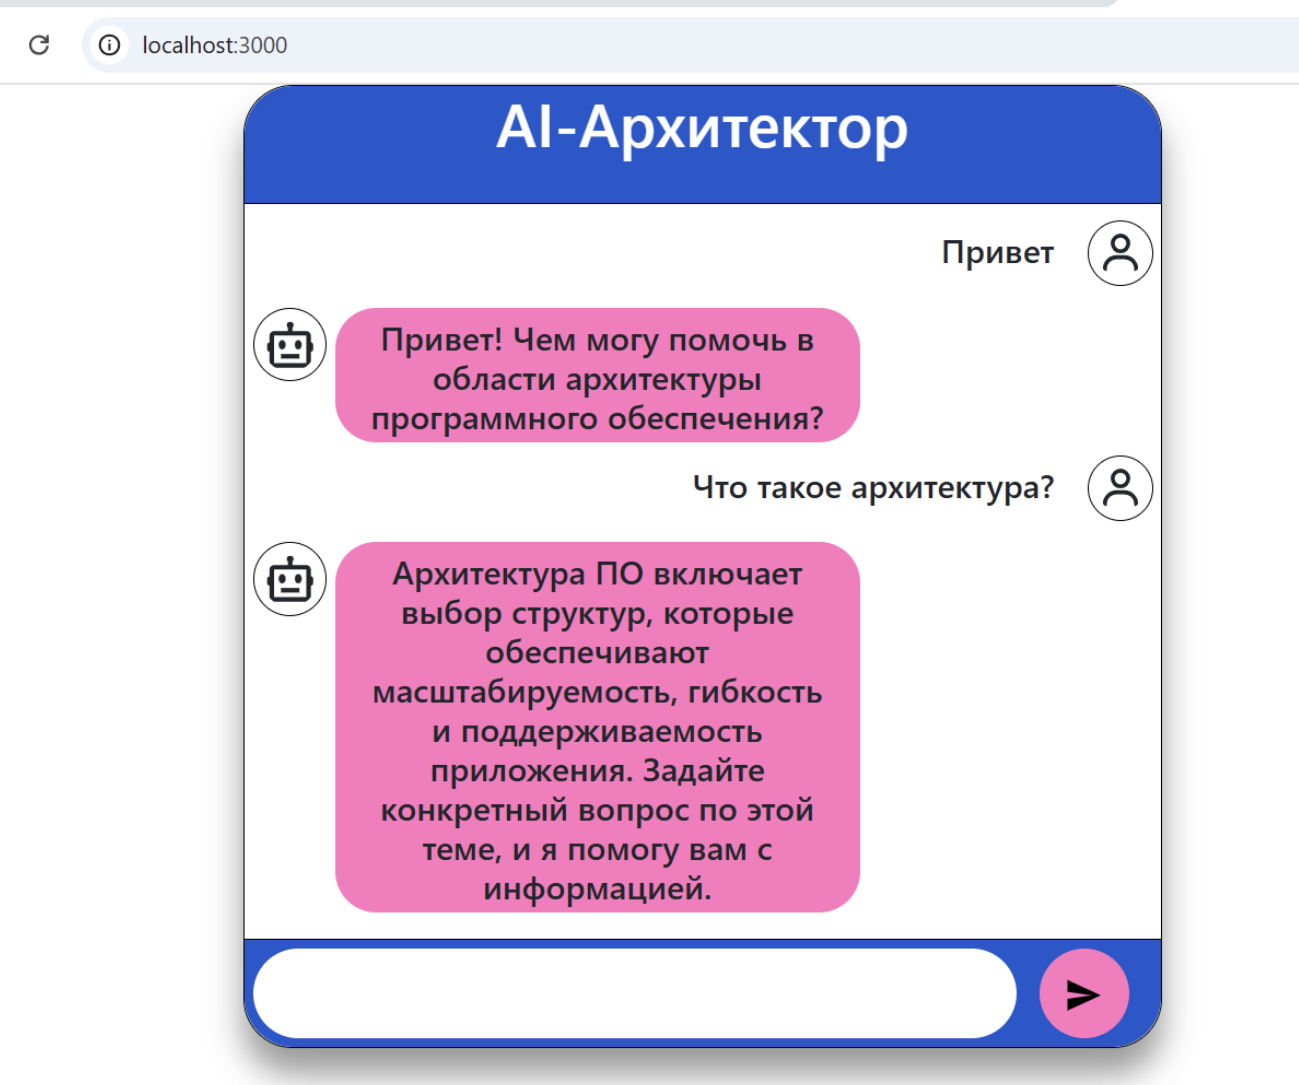 localhost:3000
AI-Архитектор
Привет
Привет! Чем могу помочь в
области архитектуры
программного обеспечения?
Что такое архитектура?
Архитектура ПО включает
выбор структур, которые
обеспечивают
масштабируемость, гибкость
и поддерживаемость
приложения. Задайте
конкретный вопрос по этой
теме, и я помогу вам с
информацией.